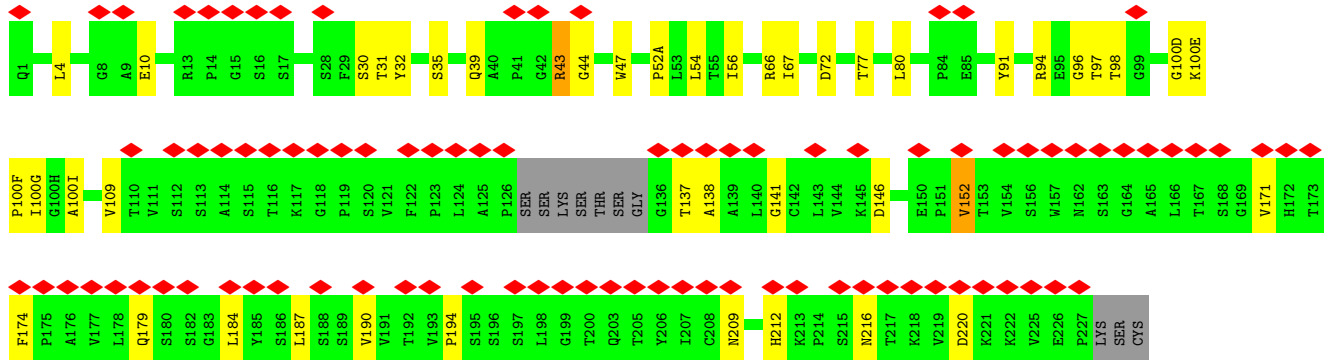 Q1 L4 G8 A9 E10 R13 P14 G15 S16 S17 S28 F29 S30 T31 Y32 S35 Q39 A40 P41 G42 R43 G44 W47 P52A L53 L54 T55 I56 R66 I67 D72 T77 L80 P84 E85 Y91 R94 E95 G96 T97 T98 G99 G100D K100E
P100F I100G G100H A100I V109 T110 V111 S112 S113 A114 S115 T116 K117 G118 P119 S120 V121 F122 P123 L124 A125 P126 SER SER LYS SER THR SER GLY G136 T137 A138 A139 L140 G141 C142 L143 V144 K145 D146 E150 P151 V152 T153 V154 S156 W157 N162 S163 G164 A165 L166 T167 S168 G169 V171 H172 T173
F174 P175 A176 V177 L178 Q179 S180 S182 G183 L184 Y185 S186 L187 S188 S189 V190 V191 T192 V193 P194 S195 S196 S197 L198 G199 T200 Q203 T205 Y206 I207 C208 N209 H212 K213 P214 S215 N216 T217 K218 V219 D220 K221 K222 V225 E226 P227 LYS SER CYS